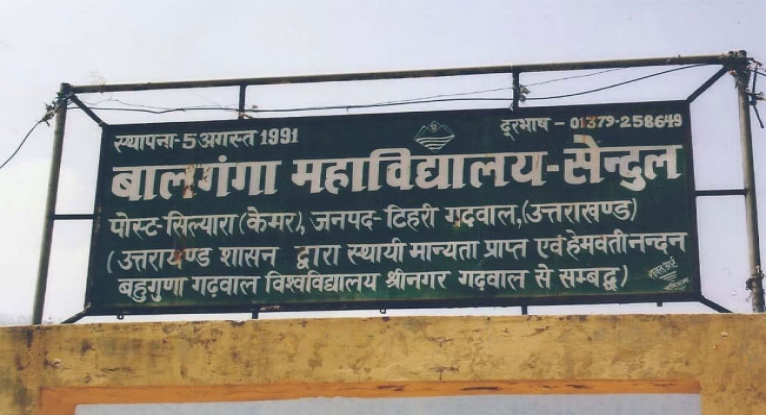 स्थापना-5 अगस्त 1991 दूरभाष - 01379-258649
बालगंगा महाविद्यालय-सेन्दुल
पोस्ट-सिल्यारा (केमर), जनपद-टिहरी गढ़वाल, (उत्तराखण्ड)
(उत्तराखण्ड शासन द्वारा स्थायी मान्यता प्राप्त एवं हेमवती नन्दन
बहुगुणा गढ़वाल विश्वविद्यालय श्रीनगर गढ़वाल से सम्बद्ध)